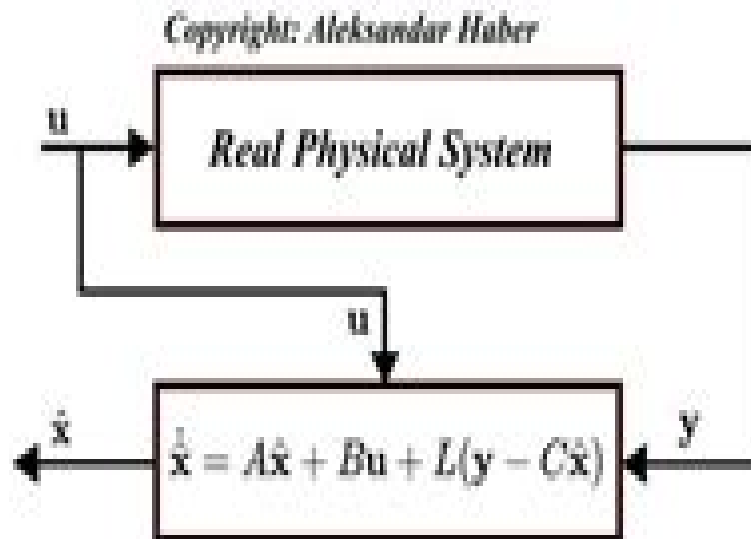 Copyright: Aleksandar Haber
u
Real Physical System
u
x̂
y
x̂̇ = Ax̂ + Bu + L(y − Cx̂)